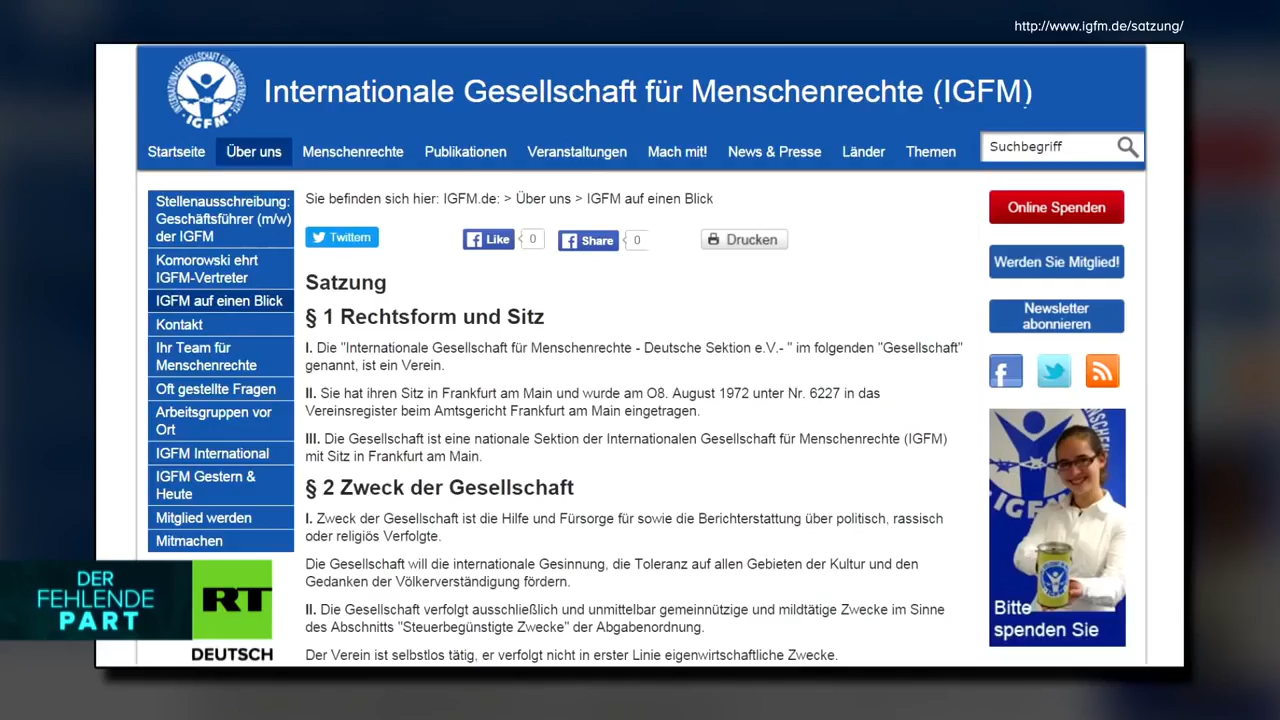 http://www.igfm.de/satzung/
Internationale Gesellschaft für Menschenrechte (IGFM)
INTERNATIONALE GESELLSCHAFT FÜR MENSCHENRECHTE
IGFM
Startseite Über uns Menschenrechte Publikationen Veranstaltungen Mach mit! News & Presse Länder Themen
Suchbegriff
Stellenausschreibung:
Geschäftsführer (m/w)
der IGFM
Komorowski ehrt
IGFM-Vertreter
IGFM auf einen Blick
Kontakt
Ihr Team für
Menschenrechte
Oft gestellte Fragen
Arbeitsgruppen vor
Ort
IGFM International
IGFM Gestern &
Heute
Mitglied werden
Mitmachen
Sie befinden sich hier: IGFM.de: > Über uns > IGFM auf einen Blick
Twittern Like 0 Share 0 Drucken
Satzung
§ 1 Rechtsform und Sitz
I. Die "Internationale Gesellschaft für Menschenrechte - Deutsche Sektion e.V.- " im folgenden "Gesellschaft"
genannt, ist ein Verein.
II. Sie hat ihren Sitz in Frankfurt am Main und wurde am O8. August 1972 unter Nr. 6227 in das
Vereinsregister beim Amtsgericht Frankfurt am Main eingetragen.
III. Die Gesellschaft ist eine nationale Sektion der Internationalen Gesellschaft für Menschenrechte (IGFM)
mit Sitz in Frankfurt am Main.
§ 2 Zweck der Gesellschaft
I. Zweck der Gesellschaft ist die Hilfe und Fürsorge für sowie die Berichterstattung über politisch, rassisch
oder religiös Verfolgte.
Die Gesellschaft will die internationale Gesinnung, die Toleranz auf allen Gebieten der Kultur und den
Gedanken der Völkerverständigung fördern.
II. Die Gesellschaft verfolgt ausschließlich und unmittelbar gemeinnützige und mildtätige Zwecke im Sinne
des Abschnitts "Steuerbegünstigte Zwecke" der Abgabenordnung.
Der Verein ist selbstlos tätig, er verfolgt nicht in erster Linie eigenwirtschaftliche Zwecke.
Online Spenden
Werden Sie Mitglied!
Newsletter
abonnieren
IGFM
Bitte
spenden Sie
DER
FEHLENDE
PART
RT
DEUTSCH